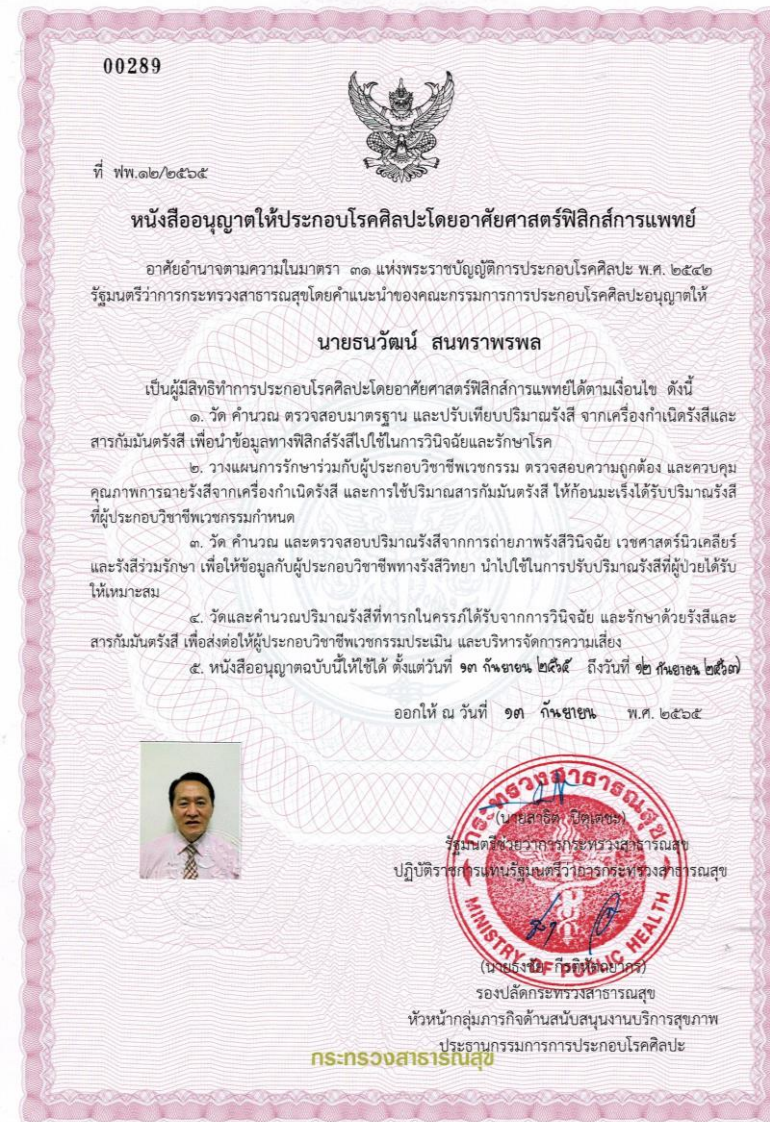 00289
ที่ ฟพ.๑๒/๒๕๖๕
หนังสืออนุญาตให้ประกอบโรคศิลปะโดยอาศัยศาสตร์ฟิสิกส์การแพทย์
อาศัยอำนาจตามความในมาตรา ๓๑ แห่งพระราชบัญญัติการประกอบโรคศิลปะ พ.ศ. ๒๕๔๒
รัฐมนตรีว่าการกระทรวงสาธารณสุขโดยคำแนะนำของคณะกรรมการการประกอบโรคศิลปะอนุญาตให้
นายธนวัฒน์ สนทราพรพล
เป็นผู้มีสิทธิทำการประกอบโรคศิลปะโดยอาศัยศาสตร์ฟิสิกส์การแพทย์ได้ตามเงื่อนไข ดังนี้
๑. วัด คำนวณ ตรวจสอบมาตรฐาน และปรับเทียบปริมาณรังสี จากเครื่องกำเนิดรังสีและ
สารกัมมันตรังสี เพื่อนำข้อมูลทางฟิสิกส์รังสีไปใช้ในการวินิจฉัยและรักษาโรค
๒. วางแผนการรักษาร่วมกับผู้ประกอบวิชาชีพเวชกรรม ตรวจสอบความถูกต้อง และควบคุม
คุณภาพการฉายรังสีจากเครื่องกำเนิดรังสี และการใช้ปริมาณสารกัมมันตรังสี ให้ก้อนมะเร็งได้รับปริมาณรังสี
ที่ผู้ประกอบวิชาชีพเวชกรรมกำหนด
๓. วัด คำนวณ และตรวจสอบปริมาณรังสีจากการถ่ายภาพรังสีวินิจฉัย เวชศาสตร์นิวเคลียร์
และรังสีร่วมรักษา เพื่อให้ข้อมูลกับผู้ประกอบวิชาชีพทางรังสีวิทยา นำไปใช้ในการปรับปริมาณรังสีที่ผู้ป่วยได้รับ
ให้เหมาะสม
๔. วัดและคำนวณปริมาณรังสีที่ทารกในครรภ์ได้รับจากการวินิจฉัย และรักษาด้วยรังสีและ
สารกัมมันตรังสี เพื่อส่งต่อให้ผู้ประกอบวิชาชีพเวชกรรมประเมิน และบริหารจัดการความเสี่ยง
๕. หนังสืออนุญาตฉบับนี้ให้ใช้ได้ ตั้งแต่วันที่ ๑๓ กันยายน ๒๕๖๕ ถึงวันที่ ๑๒ กันยายน ๒๕๖๗
ออกให้ ณ วันที่ ๑๓ กันยายน พ.ศ. ๒๕๖๕
กระทรวงสาธารณสุข
(นายสาธิต ปิตุเตชะ)
รัฐมนตรีช่วยว่าการกระทรวงสาธารณสุข
ปฏิบัติราชการแทนรัฐมนตรีว่าการกระทรวงสาธารณสุข
MINISTRY OF PUBLIC HEALTH
(นายธงชัย กีรติหัตถยากร)
รองปลัดกระทรวงสาธารณสุข
หัวหน้ากลุ่มภารกิจด้านสนับสนุนงานบริการสุขภาพ
ประธานกรรมการการประกอบโรคศิลปะ
กระทรวงสาธารณสุข